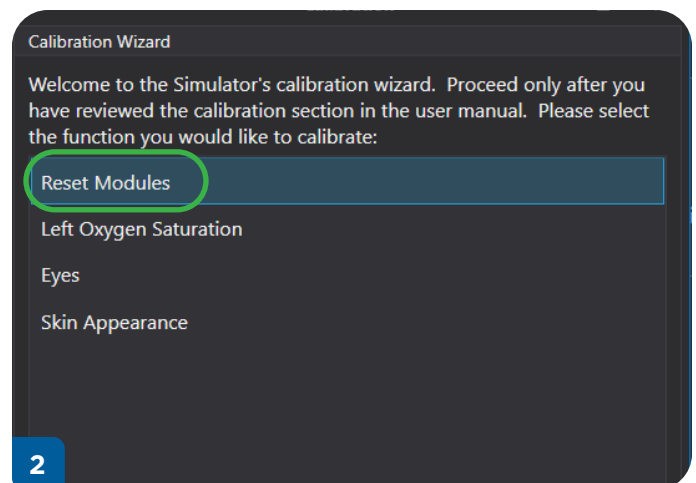 Calibration Wizard
Welcome to the Simulator's calibration wizard.  Proceed only after you
have reviewed the calibration section in the user manual.  Please select
the function you would like to calibrate:
Reset Modules
Left Oxygen Saturation
Eyes
Skin Appearance
2